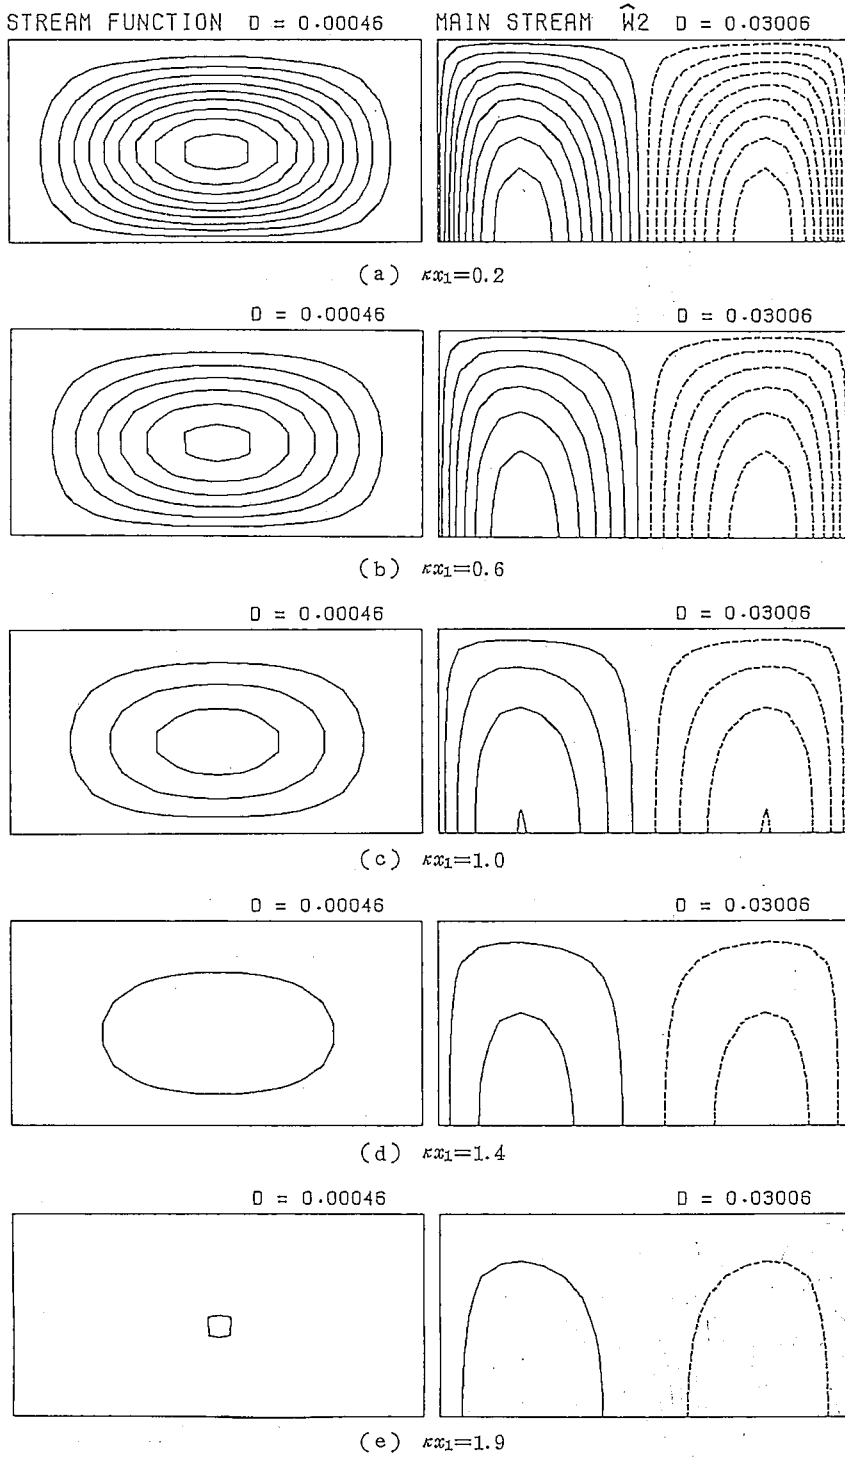 STREAM FUNCTION D = 0.00046
MAIN STREAM Ŵ2 D = 0.03006
(a) κx₁=0.2
D = 0.00046
D = 0.03006
(b) κx₁=0.6
D = 0.00046
D = 0.03006
(c) κx₁=1.0
D = 0.00046
D = 0.03006
(d) κx₁=1.4
D = 0.00046
D = 0.03006
(e) κx₁=1.9